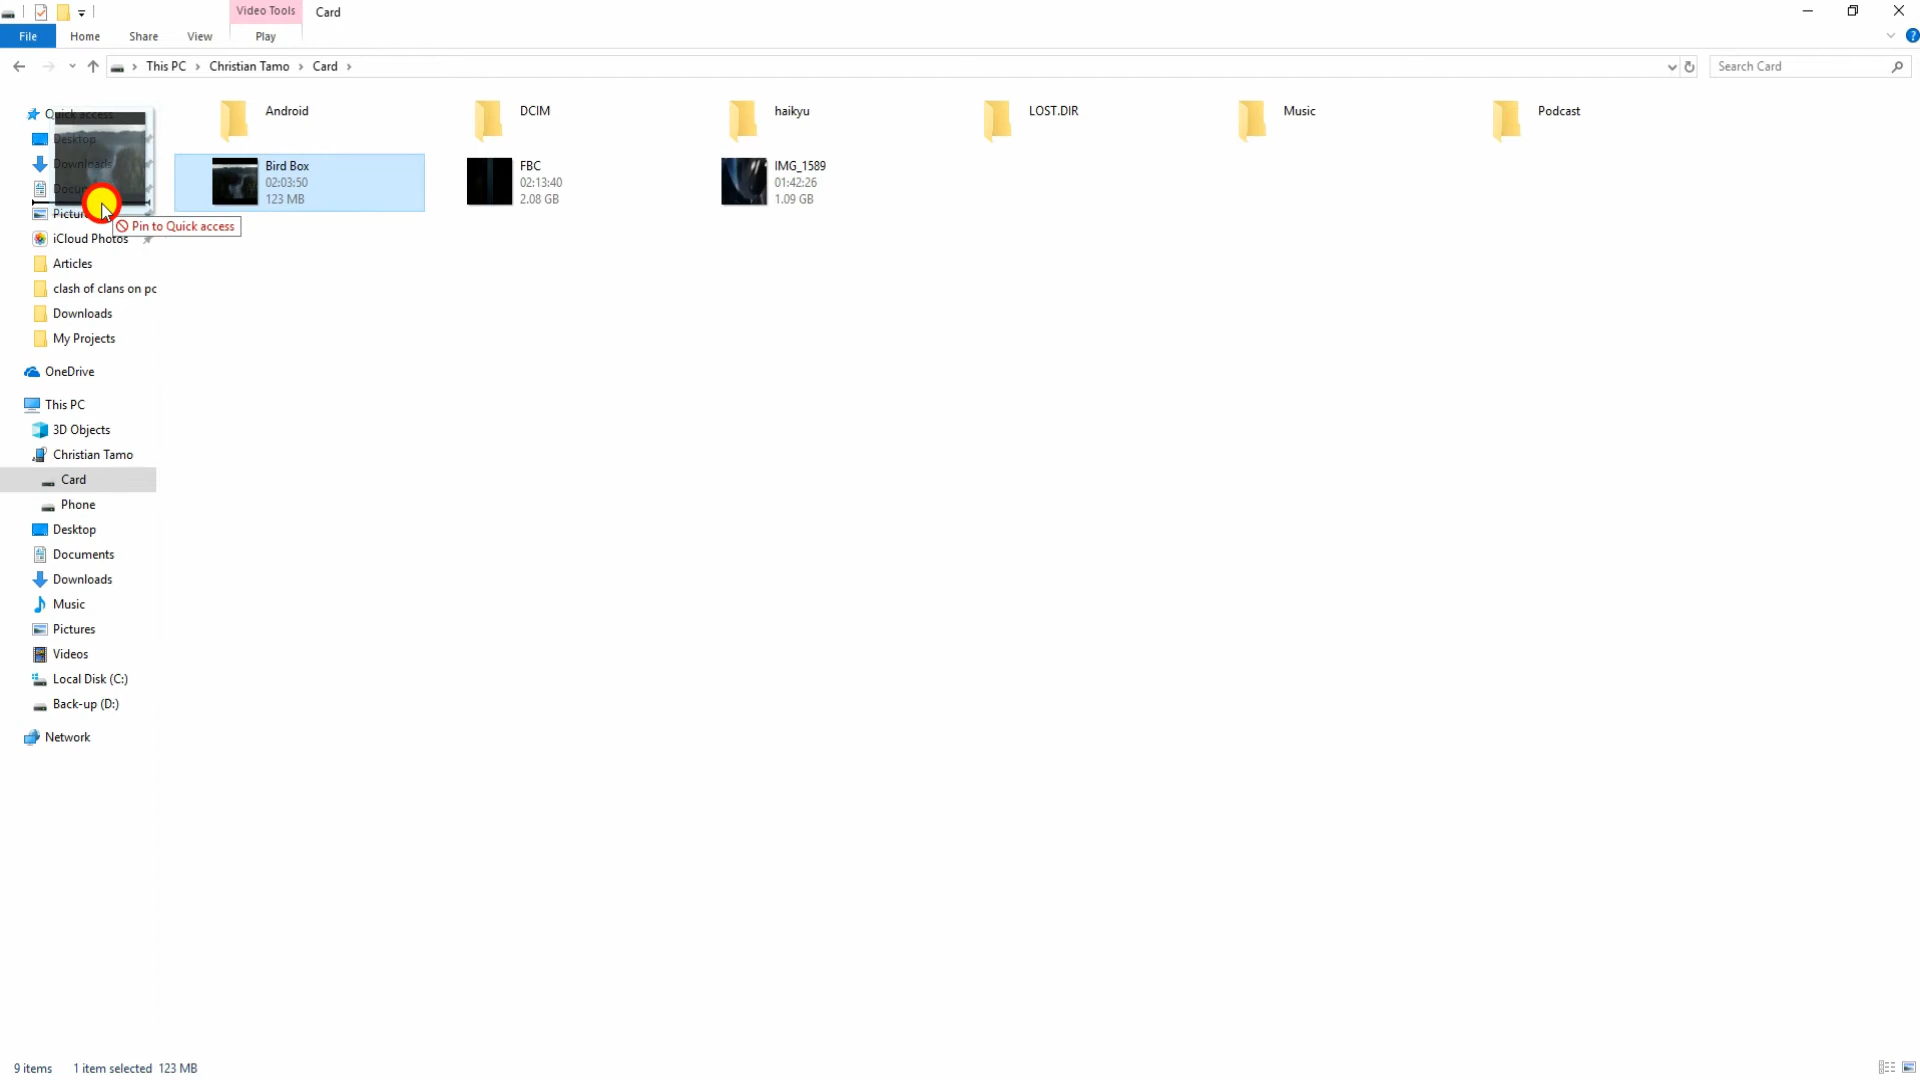 Video Tools
Card
File
Home
Share
View
Play
This PC
Christian Tamo
Card
Search Card
Quick access
Desktop
Downloads
iCloud Photos
Articles
clash of clans on pc
Downloads
My Projects
OneDrive
This PC
3D Objects
Christian Tamo
Card
Phone
Desktop
Documents
Downloads
Music
Pictures
Videos
Local Disk (C:)
Back-up (D:)
Network
Pin to Quick access
Android
DCIM
haikyu
LOST.DIR
Music
Podcast
Bird Box
02:03:50
123 MB
FBC
02:13:40
2.08 GB
IMG_1589
01:42:26
1.09 GB
9 items
1 item selected 123 MB